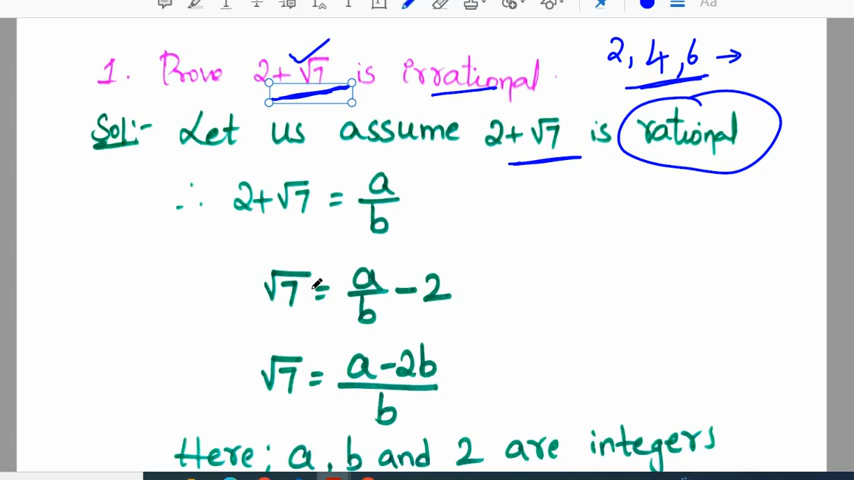 1. Prove 2+√7 is irrational.
2, 4, 6 →
Sol:- Let us assume 2+√7 is rational
∴ 2+√7 = a/b
√7 = a/b - 2
√7 = a-2b/b
Here; a, b and 2 are integers